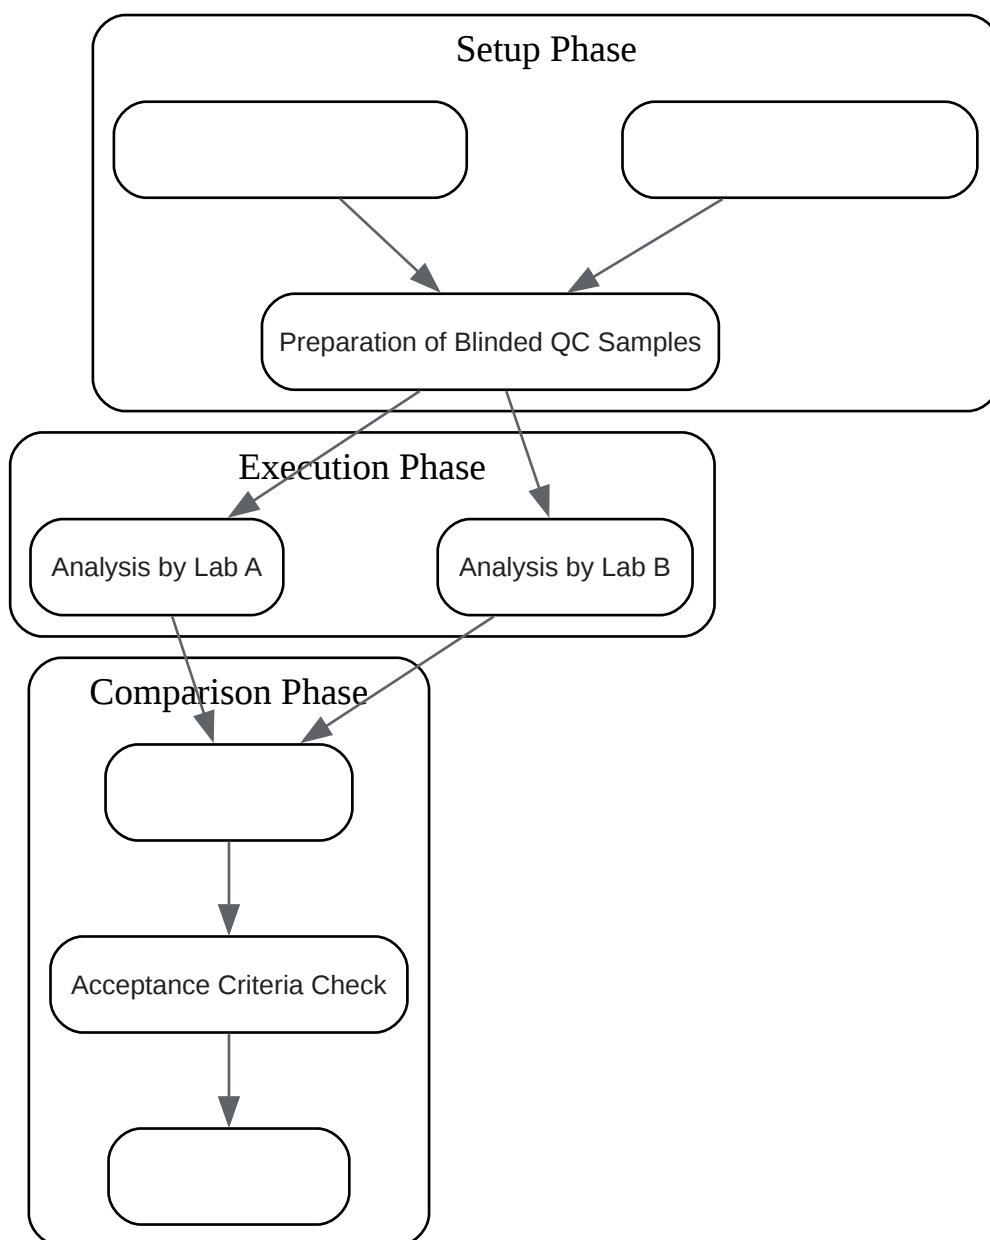 Setup Phase
Preparation of Blinded QC Samples
Execution Phase
Analysis by Lab A
Analysis by Lab B
Comparison Phase
Acceptance Criteria Check